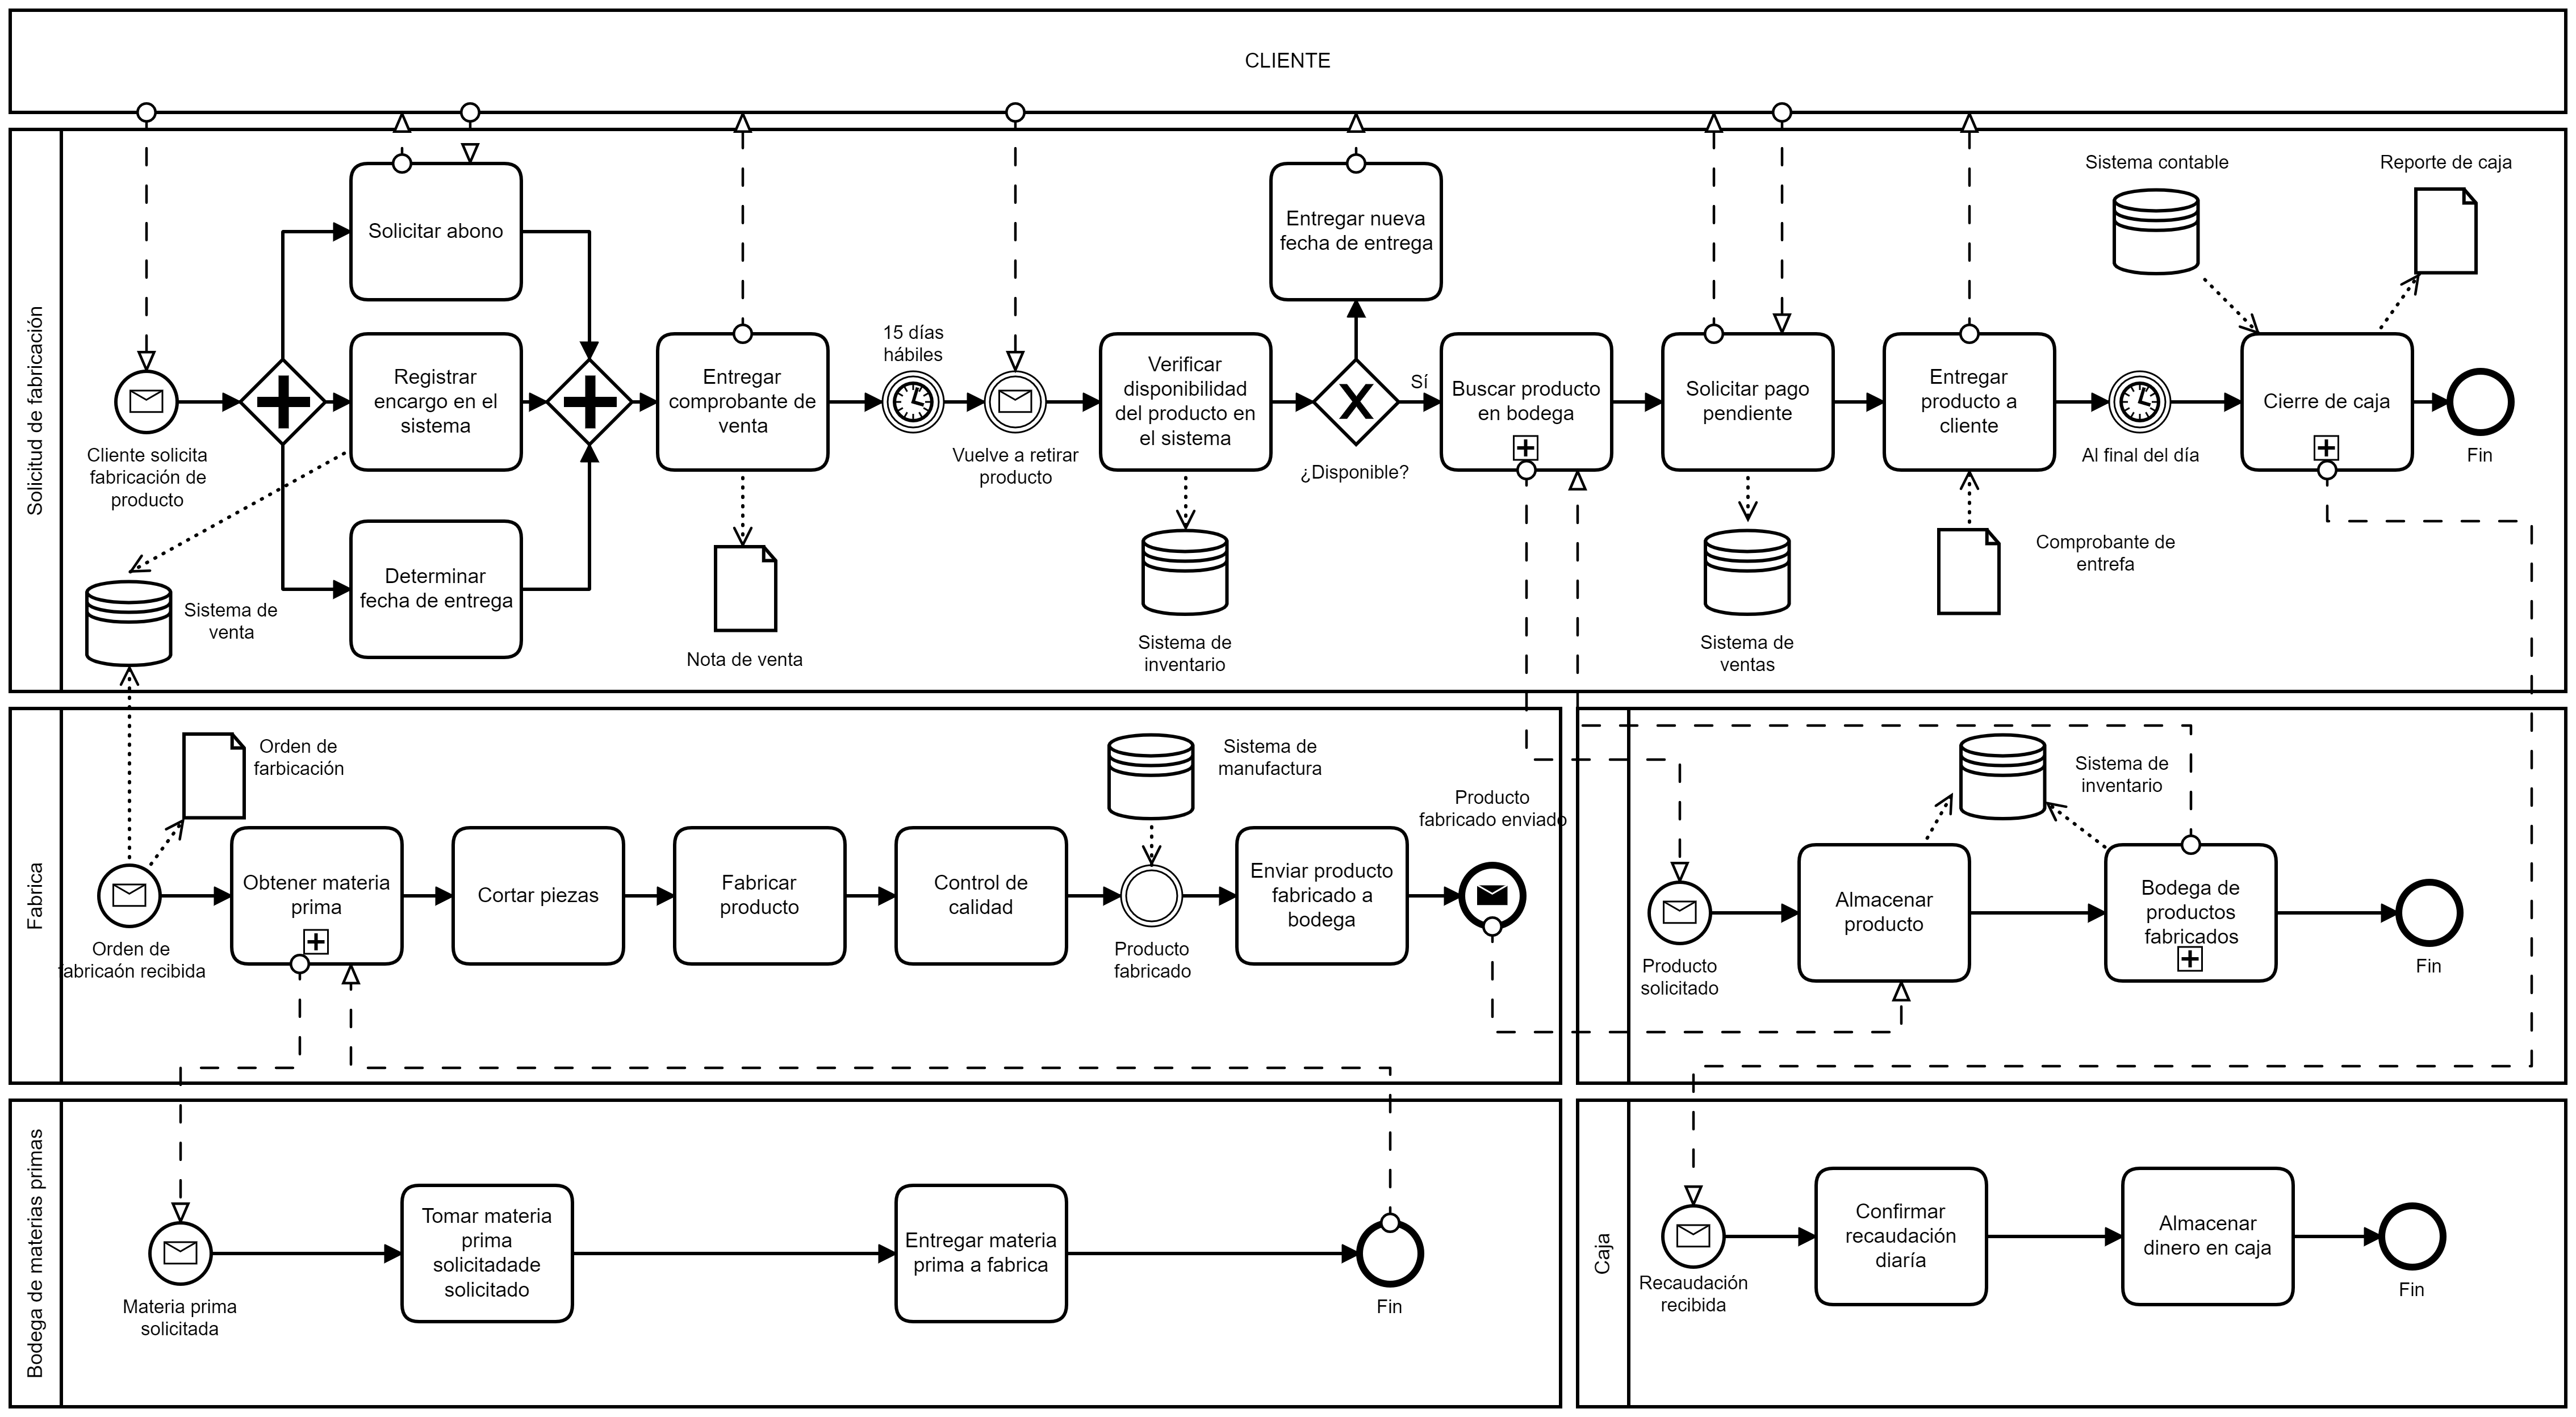 CLIENTE
Solicitud de fabricación
Cliente solicita
fabricación de
producto
Solicitar abono
Registrar
encargo en el
sistema
Determinar
fecha de entrega
Sistema de
venta
Entregar
comprobante de
venta
Nota de venta
15 días
hábiles
Vuelve a retirar
producto
Verificar
disponibilidad
del producto en
el sistema
Sistema de
inventario
Entregar nueva
fecha de entrega
¿Disponible?
Sí
Buscar producto
en bodega
Solicitar pago
pendiente
Sistema de
ventas
Entregar
producto a
cliente
Comprobante de
entrefa
Al final del día
Sistema contable
Reporte de caja
Cierre de caja
Fin
Fabrica
Orden de
farbicación
Orden de
fabricaón recibida
Obtener materia
prima
Cortar piezas
Fabricar
producto
Control de
calidad
Sistema de
manufactura
Producto
fabricado
Enviar producto
fabricado a
bodega
Producto
fabricado enviado
Producto
solicitado
Almacenar
producto
Sistema de
inventario
Bodega de
productos
fabricados
Fin
Bodega de materias primas
Materia prima
solicitada
Tomar materia
prima
solicitadade
solicitado
Entregar materia
prima a fabrica
Fin
Caja
Recaudación
recibida
Confirmar
recaudación
diaría
Almacenar
dinero en caja
Fin